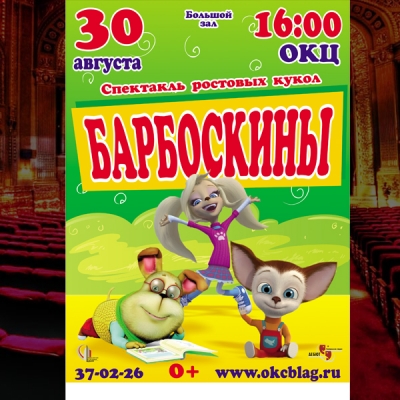 30
августа
Большой
зал
16:00
ОКЦ
Спектакль ростовых кукол
БАРБОСКИНЫ
37-02-26
0+
www.okcblag.ru